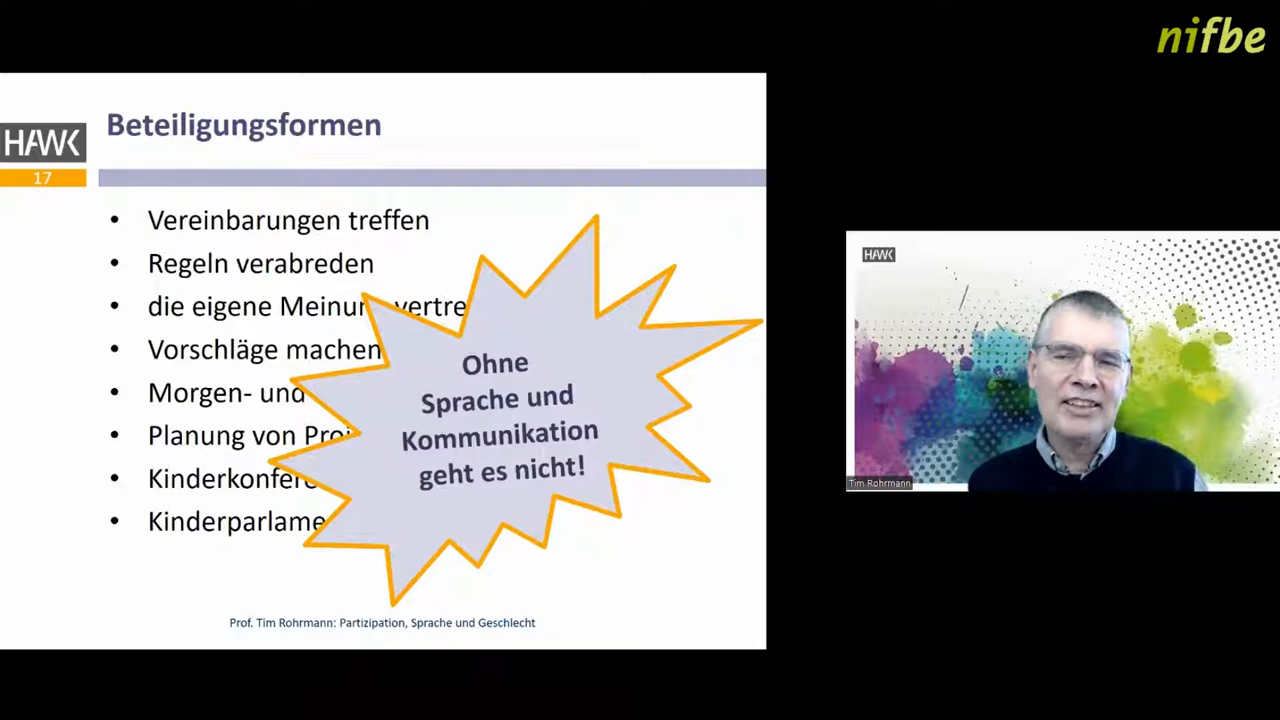 nifbe
HAWK
Beteiligungsformen
17
Vereinbarungen treffen
Regeln verabreden
die eigene Meinung vertre
Vorschläge machen
Morgen- und
Planung von Proj
Kinderkonfere
Kinderparlame
Ohne
Sprache und
Kommunikation
geht es nicht!
Prof. Tim Rohrmann: Partizipation, Sprache und Geschlecht
HAWK
Tim Rohrmann